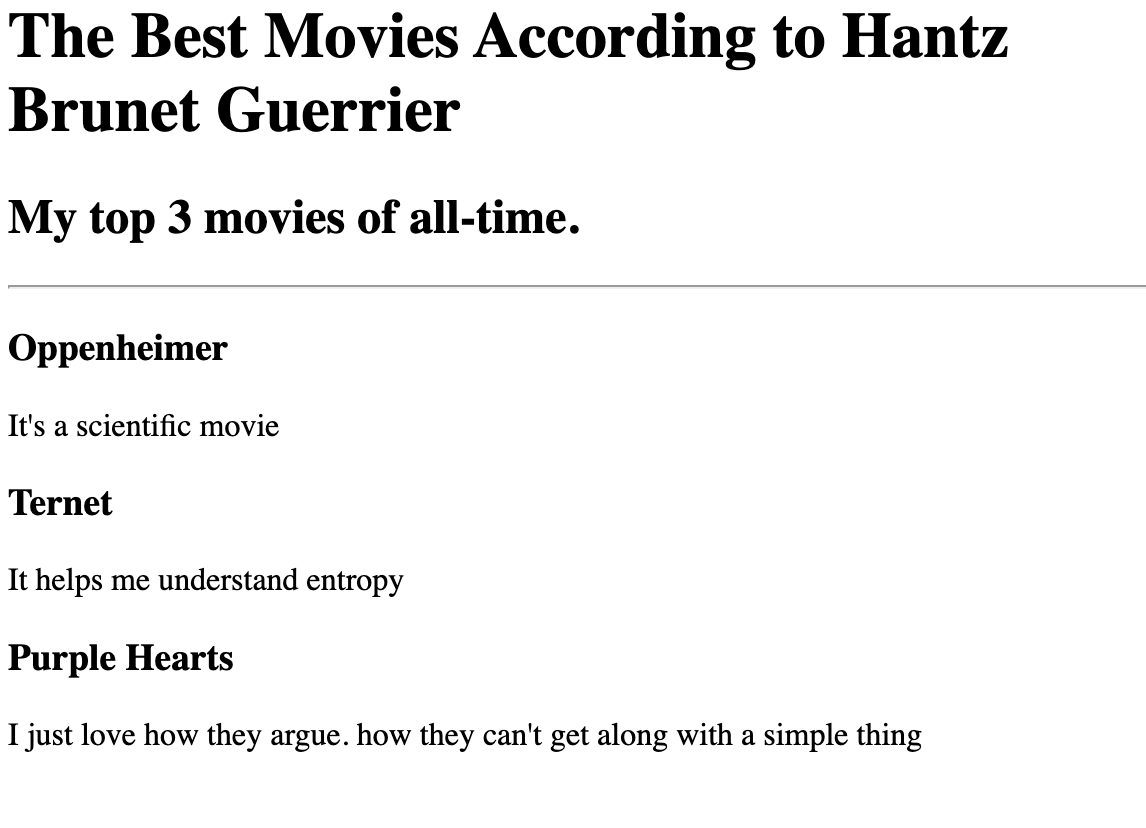 The Best Movies According to Hantz
Brunet Guerrier
My top 3 movies of all-time.
Oppenheimer
It's a scientific movie
Ternet
It helps me understand entropy
Purple Hearts
I just love how they argue. how they can't get along with a simple thing